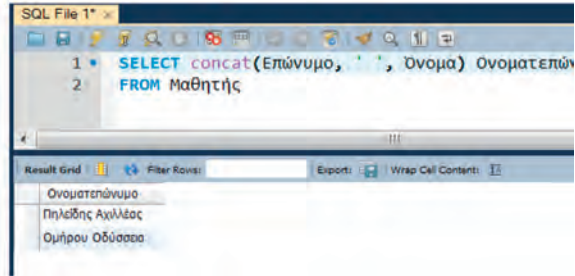 SQL File 1*
1 SELECT concat(Επώνυμο, ' ', Όνομα) Ονοματεπών
2 FROM Μαθητής
Result Grid Filter Rows: Export: Wrap Cell Content:
Ονοματεπώνυμο
Πηλείδης Αχιλλέας
Ομήρου Οδύσσεια